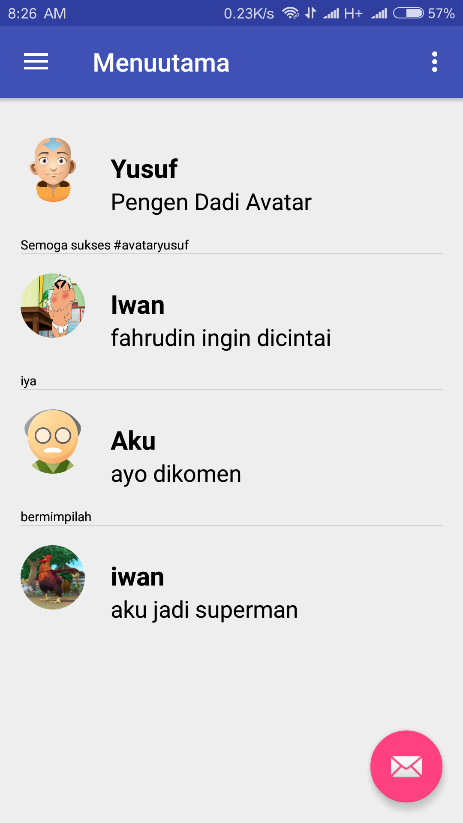 8:26 AM 0.23K/s H+ 57%
Menuutama
Yusuf
Pengen Dadi Avatar
Semoga sukses #avataryusuf
Iwan
fahrudin ingin dicintai
iya
Aku
ayo dikomen
bermimpilah
iwan
aku jadi superman